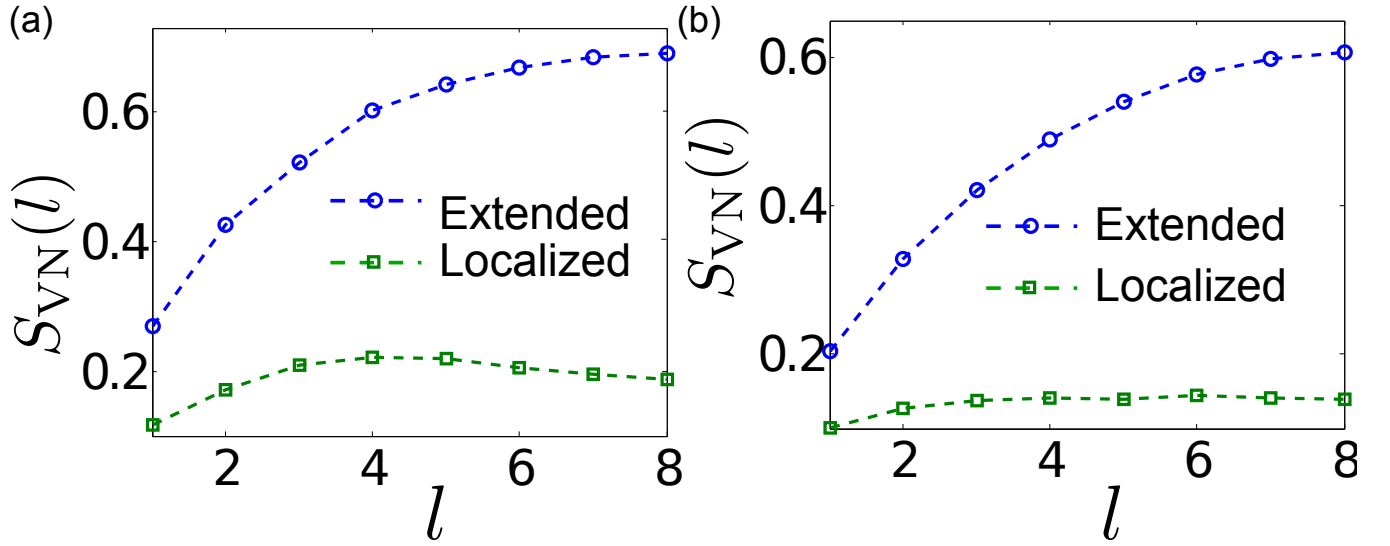 (a)
0.6
0.4
0.2
S_VN(l)
Extended
Localized
2
4
6
8
l
(b)
0.6
0.4
0.2
S_VN(l)
Extended
Localized
2
4
6
8
l